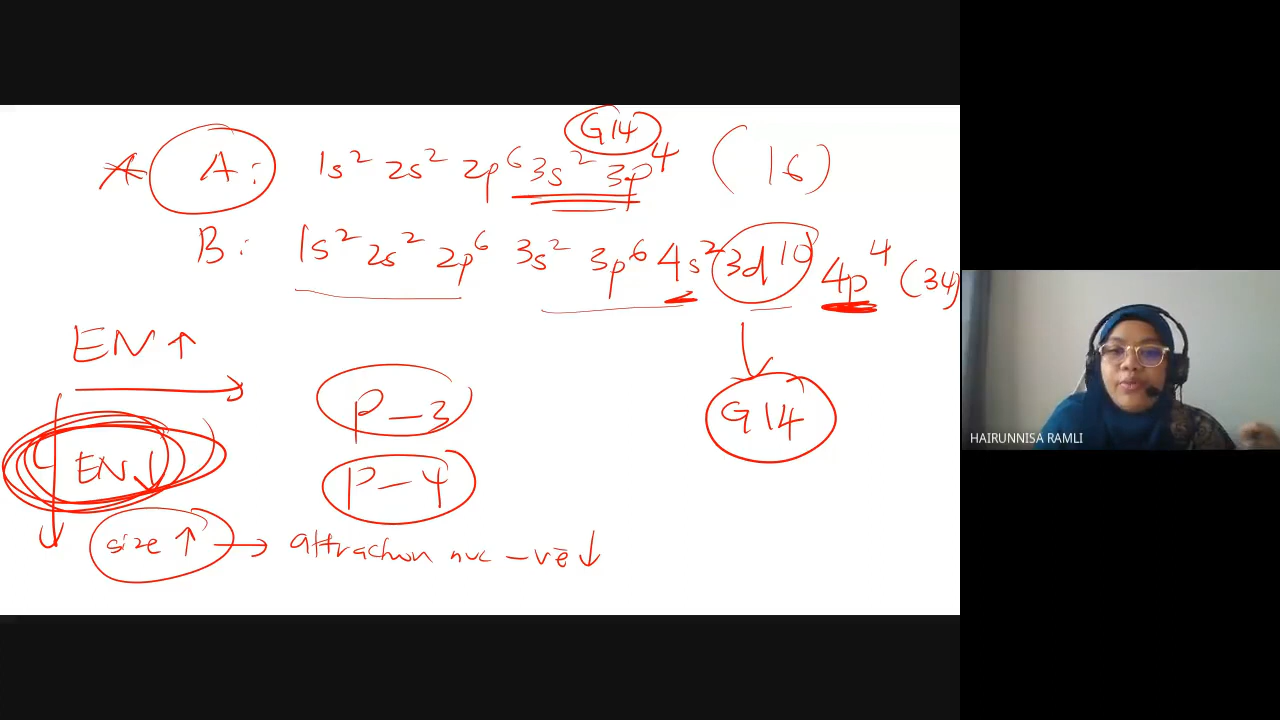 G14
A A: 1s² 2s² 2p⁶ 3s² 3p⁴ (16)
B: 1s² 2s² 2p⁶ 3s² 3p⁶ 4s² 3d¹⁰ 4p⁴ (34)
EN ↑
P-3
G14
EN ↓
P-4
size ↑ → attraction nuc -ve ↓
HAIRUNNISA RAMLI